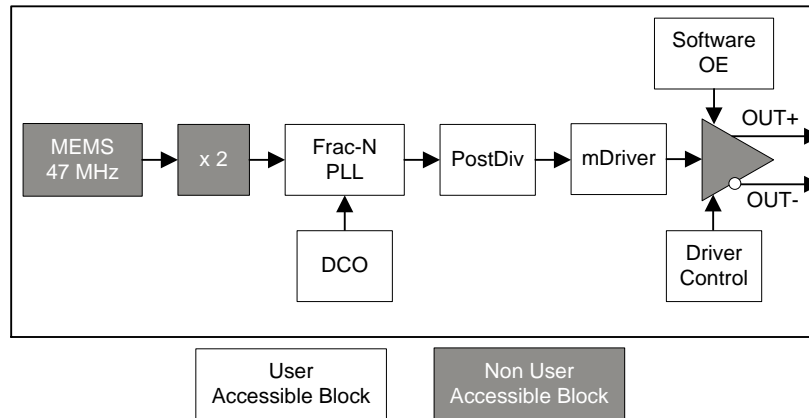 Software
OE
OUT+
MEMS
47 MHz
x 2
Frac-N
PLL
PostDiv
mDriver
OUT-
DCO
Driver
Control
User
Accessible Block
Non User
Accessible Block